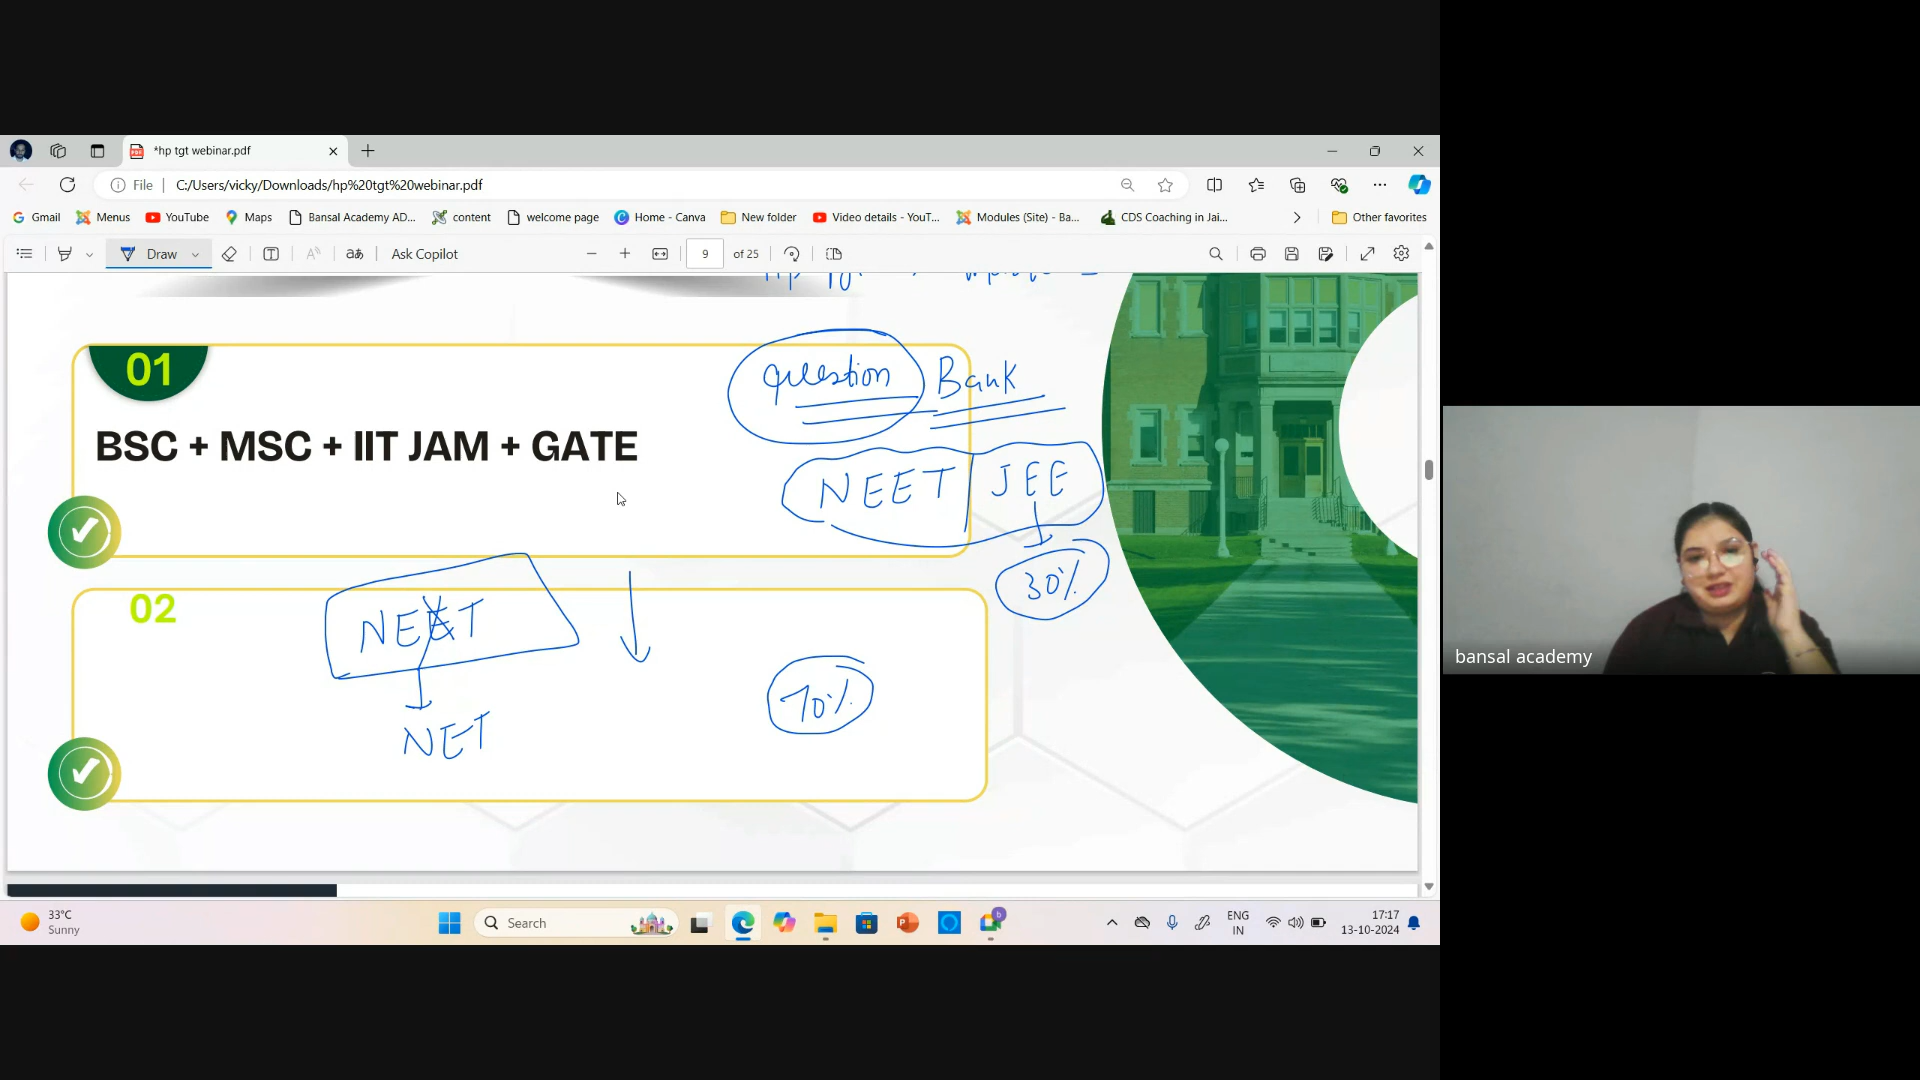 *hp tgt webinar.pdf
File C:/Users/vicky/Downloads/hp%20tgt%20webinar.pdf
Gmail Menus YouTube Maps Bansal Academy AD... content welcome page Home - Canva New folder Video details - YouT... Modules (Site) - Ba... CDS Coaching in Jai... Other favorites
Draw aあ Ask Copilot 9 of 25
01
question Bank
BSC + MSC + IIT JAM + GATE
NEET JEE
30%
02
NEET
70%
NET
bansal academy
33°C
Sunny
Search
ENG
IN
17:17
13-10-2024